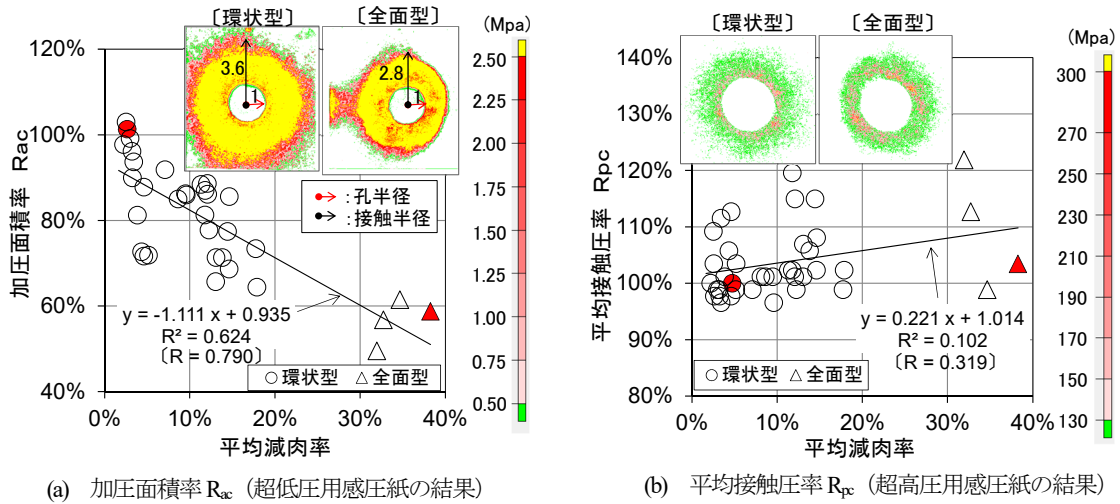 〔環状型〕
〔全面型〕
(Mpa)
3.6
1
2.8
1
:孔半径
:接触半径
120%
100%
80%
60%
40%
加圧面積率 Rac
y = -1.111 x + 0.935
R² = 0.624
〔R = 0.790〕
○環状型 △全面型
0% 10% 20% 30% 40%
平均減肉率
2.50
2.25
2.00
1.75
1.50
1.25
1.00
0.75
0.50
(a) 加圧面積率 Rac (超低圧用感圧紙の結果)
〔環状型〕
〔全面型〕
(Mpa)
140%
130%
120%
110%
100%
90%
80%
平均接触圧率 Rpc
y = 0.221 x + 1.014
R² = 0.102
〔R = 0.319〕
○環状型 △全面型
0% 10% 20% 30% 40%
平均減肉率
300
290
270
250
230
210
190
170
150
130
(b) 平均接触圧率 Rpc (超高圧用感圧紙の結果)